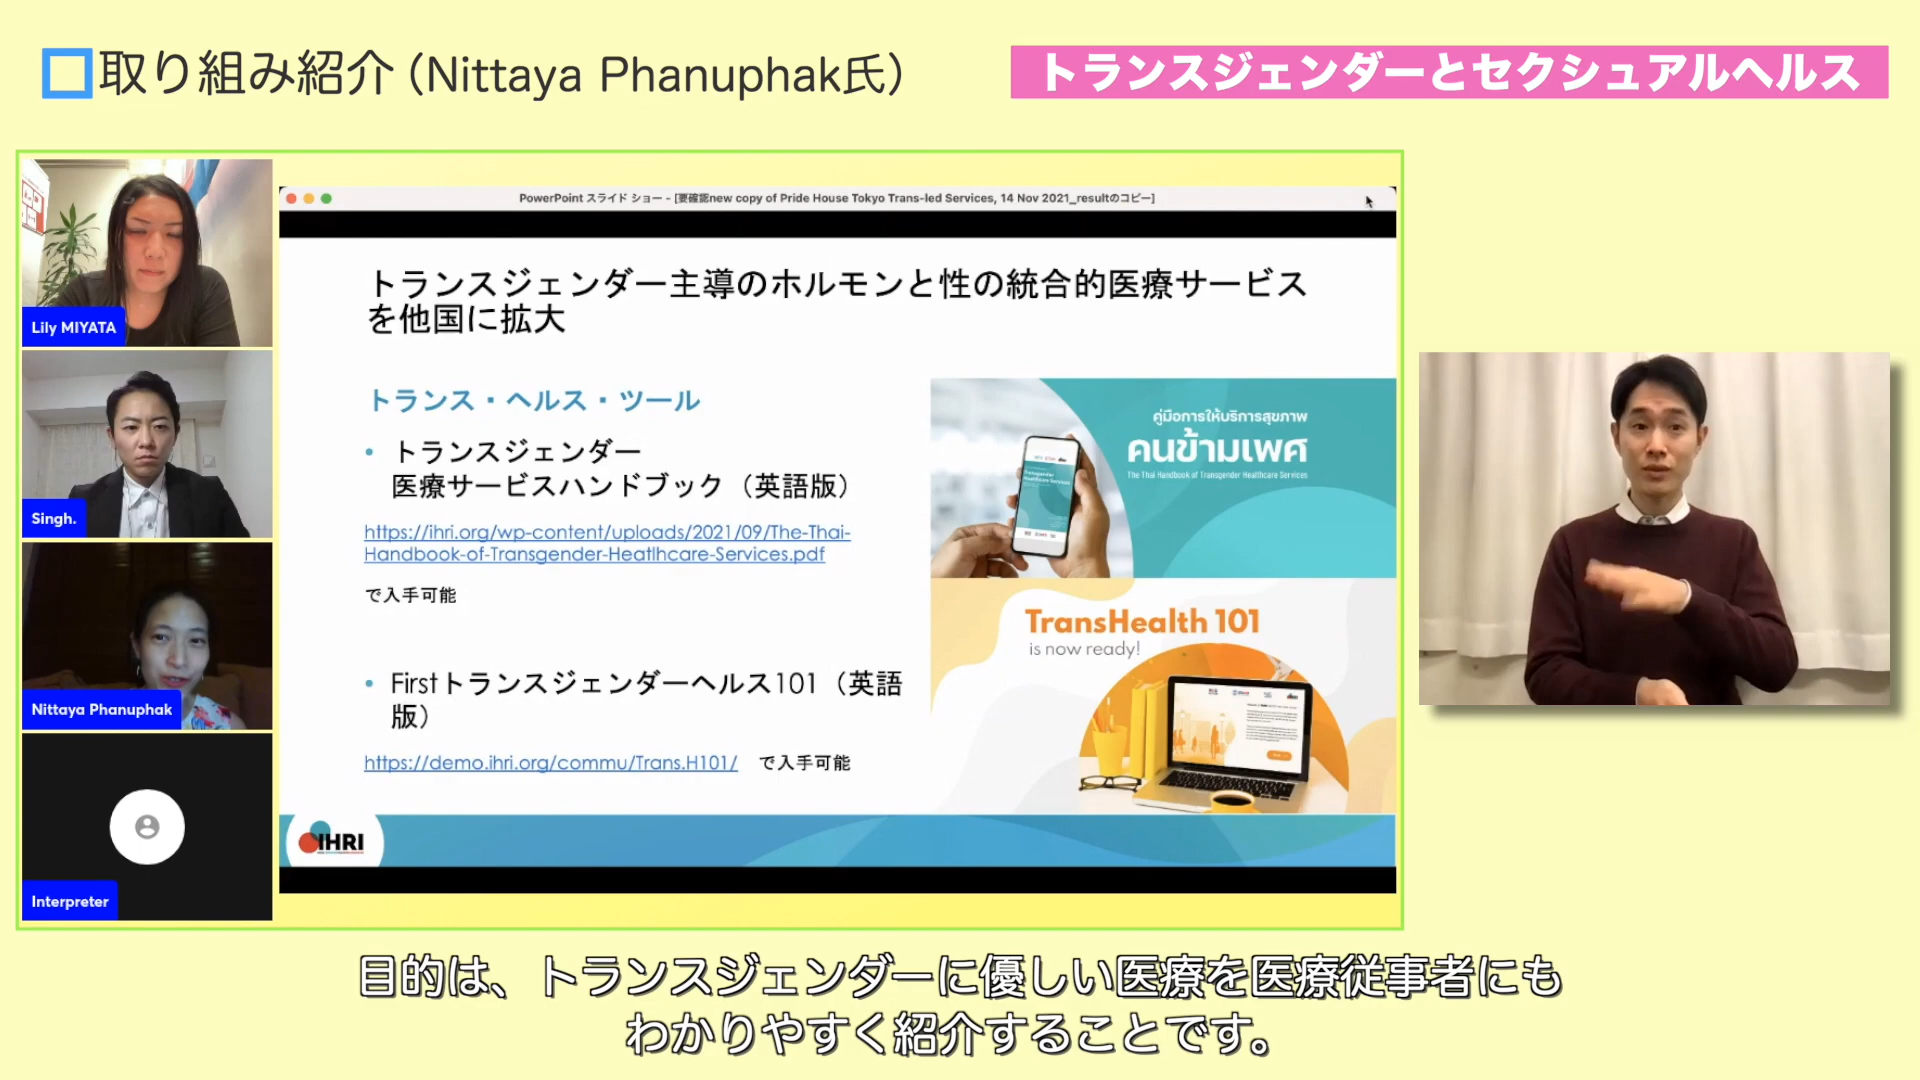 取り組み紹介（Nittaya Phanuphak氏）
トランスジェンダーとセクシュアルヘルス
PowerPoint スライド ショー - [要確認new copy of Pride House Tokyo Trans-led Services, 14 Nov 2021_resultのコピー]
Lily MIYATA
Singh.
Nittaya Phanuphak
Interpreter
トランスジェンダー主導のホルモンと性の統合的医療サービス
を他国に拡大
トランス・ヘルス・ツール
• トランスジェンダー
医療サービスハンドブック（英語版）
https://ihri.org/wp-content/uploads/2021/09/The-Thai-
Handbook-of-Transgender-Heatlhcare-Services.pdf
で入手可能
• Firstトランスジェンダーヘルス101（英語
版）
https://demo.ihri.org/commu/Trans.H101/ で入手可能
คู่มือการให้บริการสุขภาพ
คนข้ามเพศ
The Thai Handbook of Transgender Healthcare Services
TransHealth 101
is now ready!
IHRI
目的は、トランスジェンダーに優しい医療を医療従事者にも
わかりやすく紹介することです。